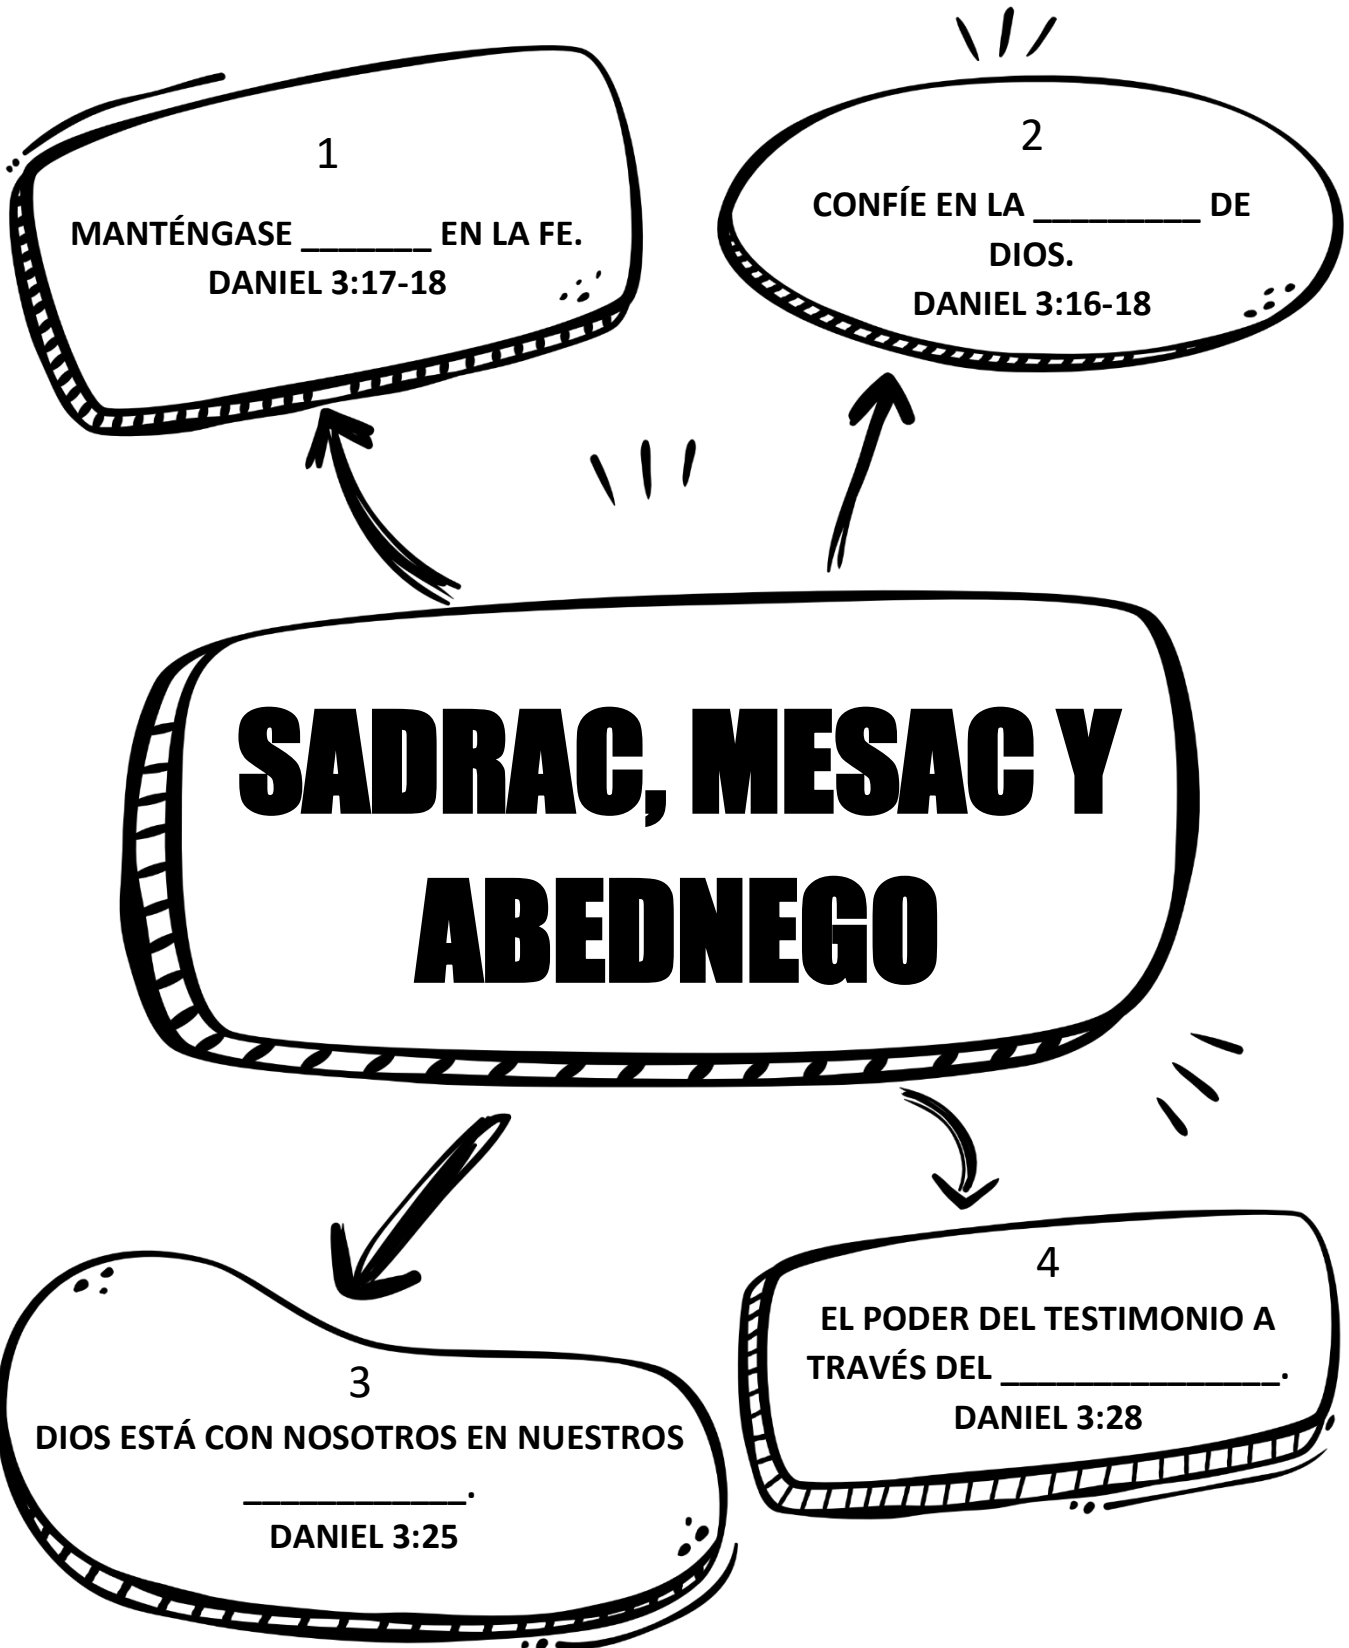 1
MANTÉNGASE _______ EN LA FE.
DANIEL 3:17-18
2
CONFÍE EN LA _________ DE
DIOS.
DANIEL 3:16-18
SADRAC, MESAC Y
ABEDNEGO
3
DIOS ESTÁ CON NOSOTROS EN NUESTROS
____________.
DANIEL 3:25
4
EL PODER DEL TESTIMONIO A
TRAVÉS DEL _______________.
DANIEL 3:28